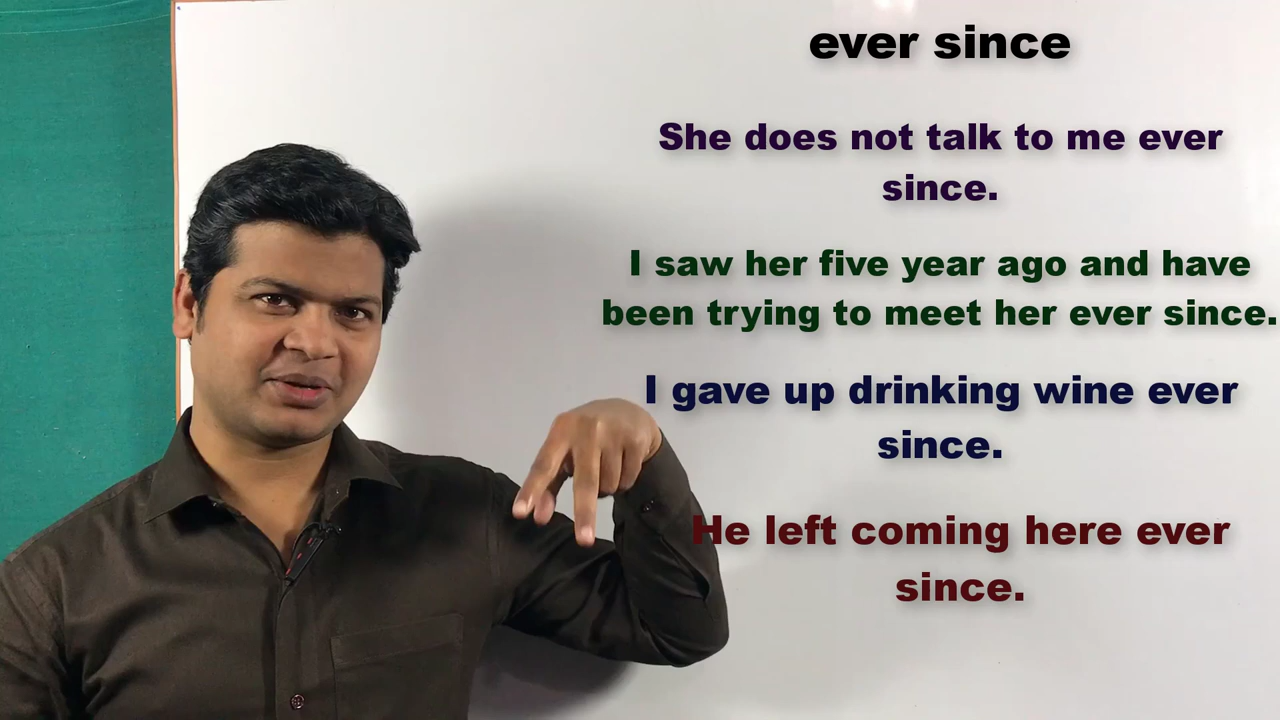 ever since
She does not talk to me ever
since.
I saw her five year ago and have
been trying to meet her ever since.
I gave up drinking wine ever
since.
He left coming here ever
since.